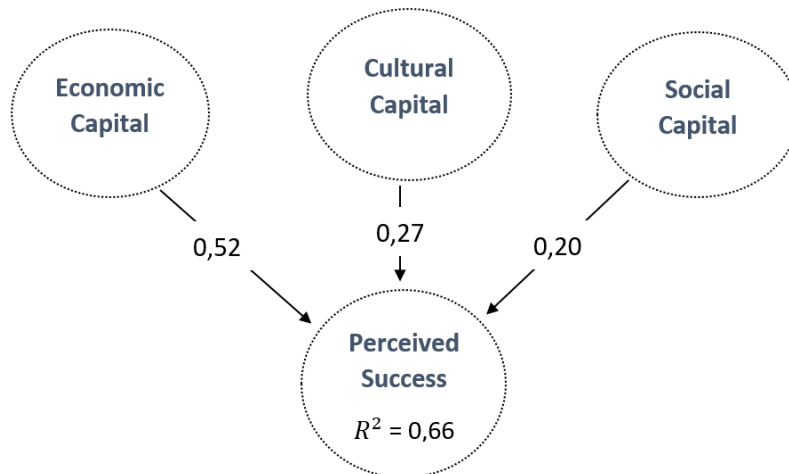 Economic
Capital
Cultural
Capital
Social
Capital
0,52
0,27
0,20
Perceived
Success
R² = 0,66